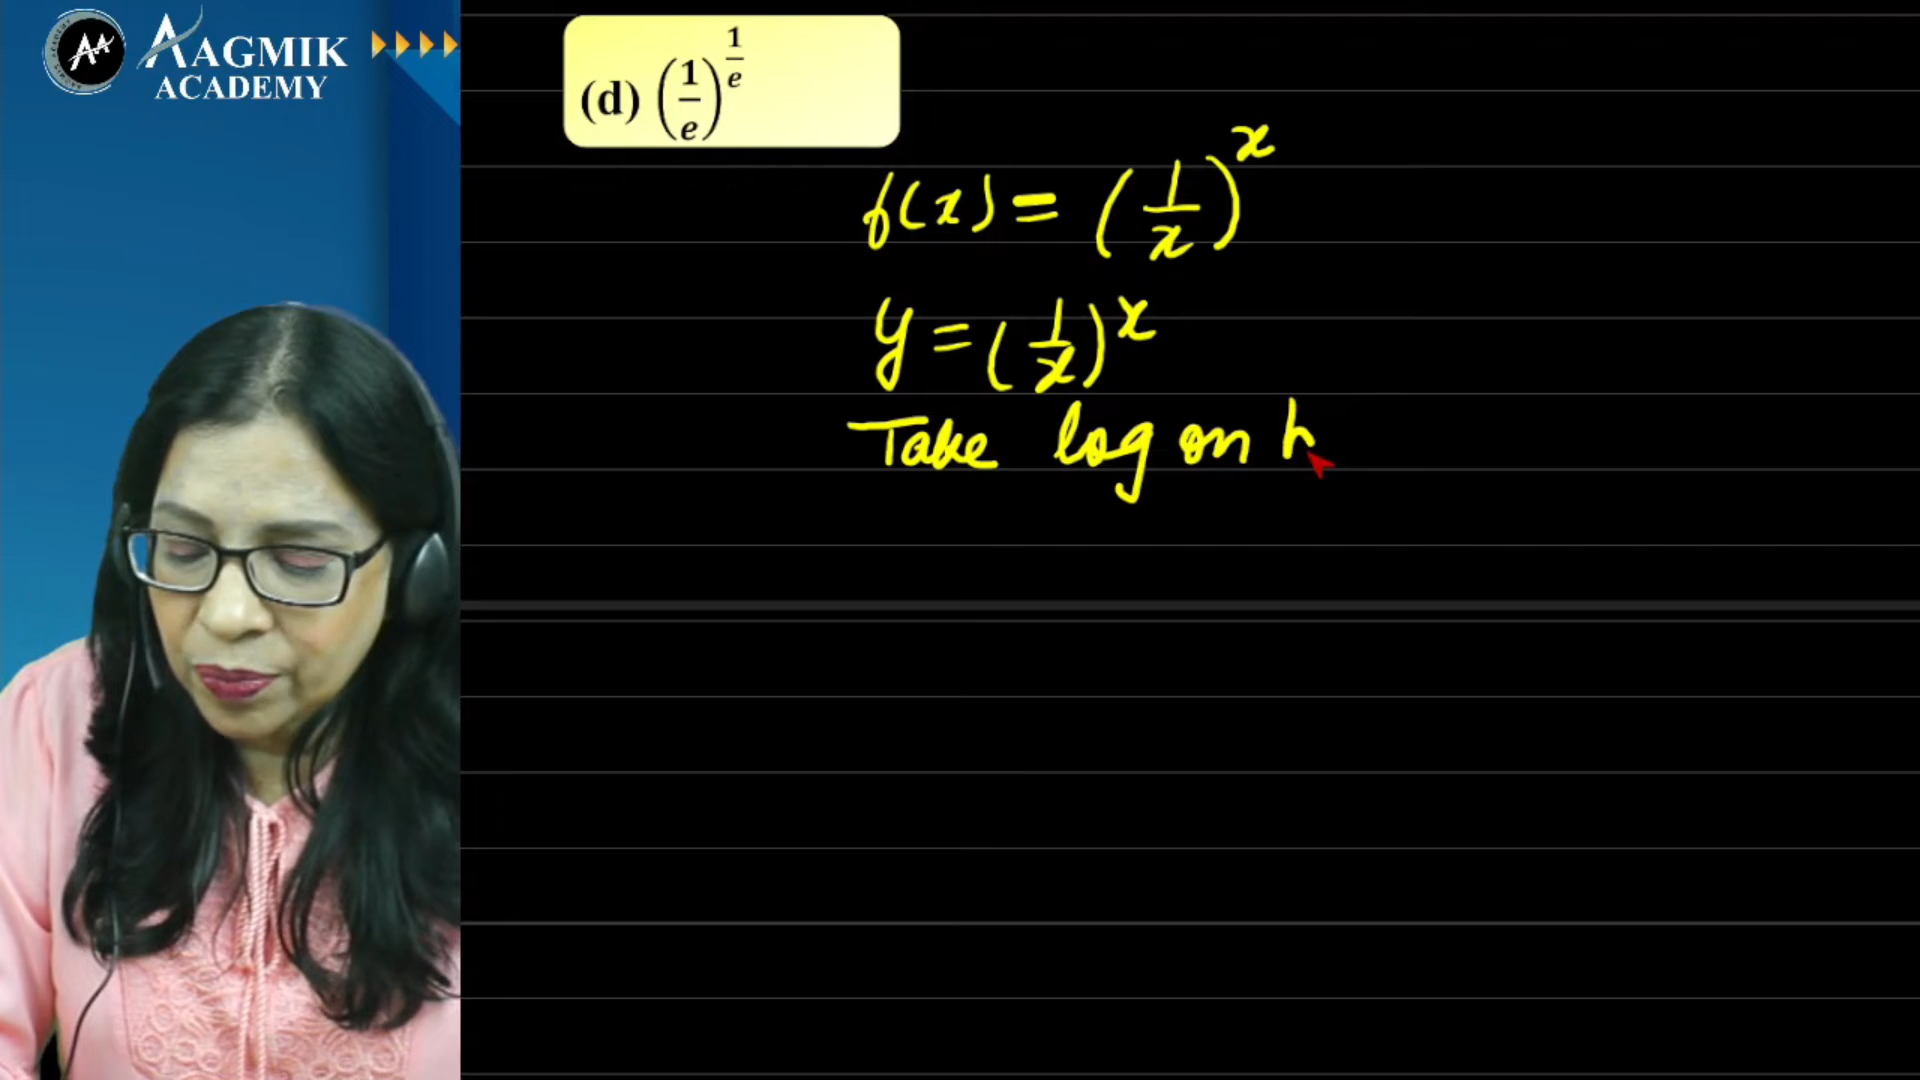 AAGMIK
ACADEMY
(d) (1/e)^(1/e)
f(x) = (1/x)^x
y = (1/x)^x
Take log on